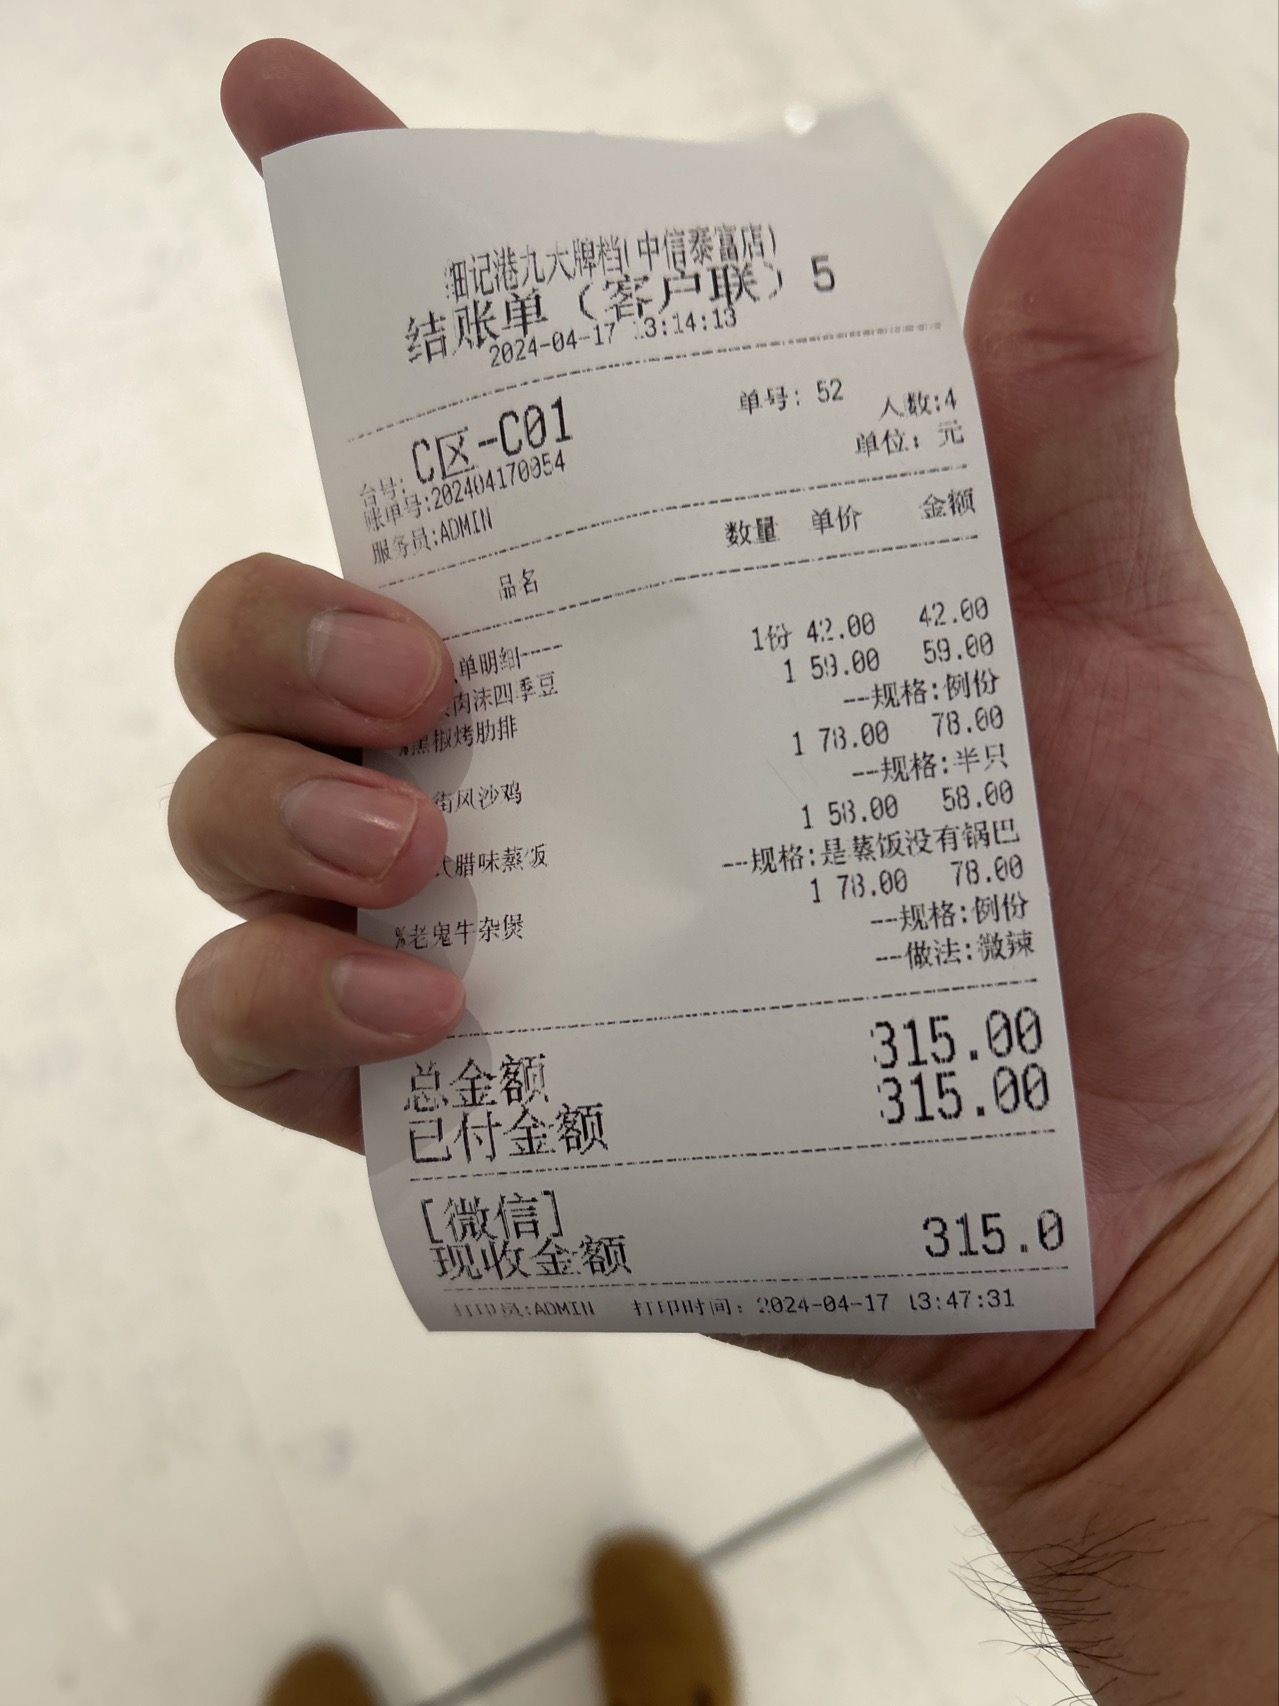 细记港九大牌档(中信泰富店)
结账单（客户联）5
2024-04-17 13:14:13
台号: C区-C01 单号: 52
账单号:202404170054 人数:4
服务员:ADMIN 单位: 元
品名 数量 单价 金额
单明细----
肉沫四季豆 1份 42.00 42.00
%黑椒烤肋排 1 59.00 59.00
---规格:例份
街风沙鸡 1 78.00 78.00
---规格:半只
式腊味蒸饭 1 58.00 58.00
---规格:是蒸饭没有锅巴
%老鬼牛杂煲 1 78.00 78.00
---规格:例份
---做法:微辣
总金额 315.00
已付金额 315.00
[微信]
现收金额 315.0
打印员:ADMIN 打印时间: 2024-04-17 13:47:31